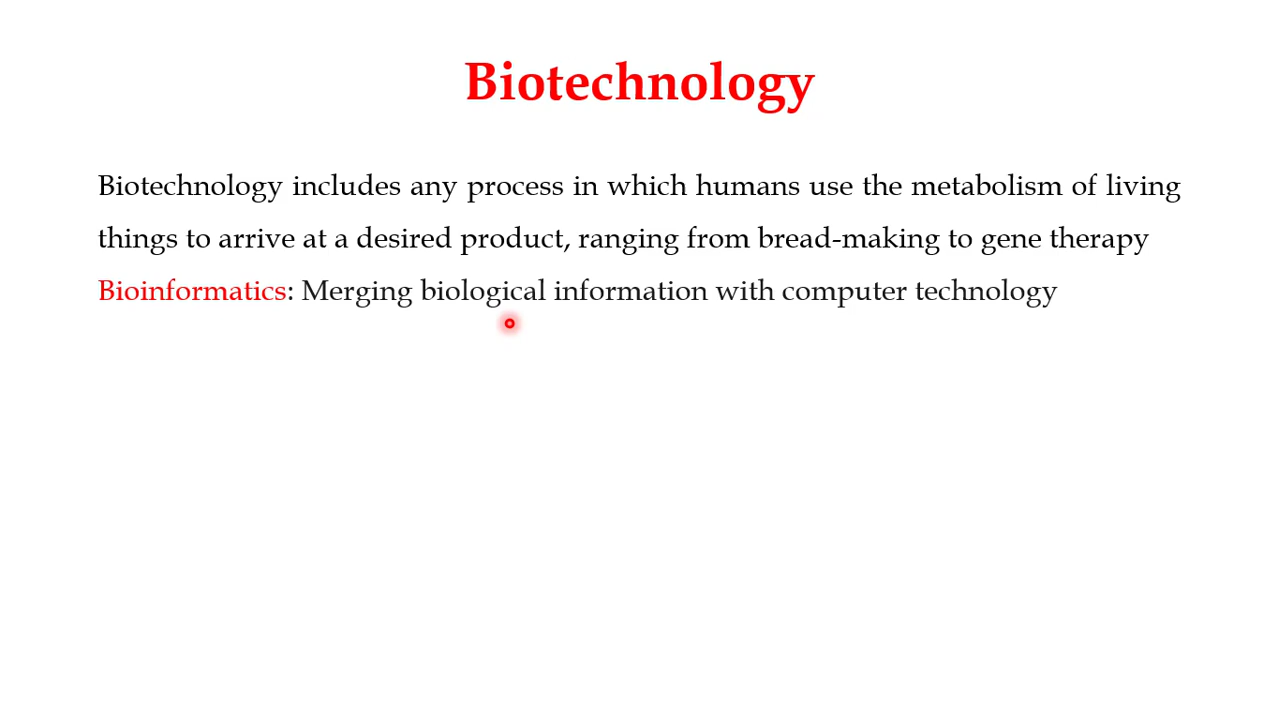 Biotechnology
Biotechnology includes any process in which humans use the metabolism of living
things to arrive at a desired product, ranging from bread-making to gene therapy
Bioinformatics: Merging biological information with computer technology